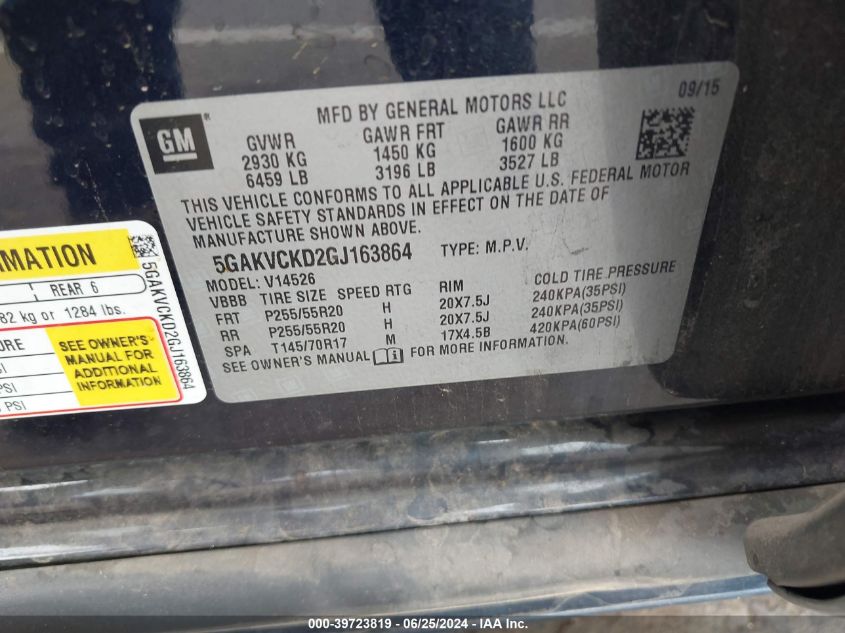 MFD BY GENERAL MOTORS LLC
09/15
GM
GVWR GAWR FRT GAWR RR
2930 KG 1450 KG 1600 KG
6459 LB 3196 LB 3527 LB
THIS VEHICLE CONFORMS TO ALL APPLICABLE U.S. FEDERAL MOTOR
VEHICLE SAFETY STANDARDS IN EFFECT ON THE DATE OF
MANUFACTURE SHOWN ABOVE.
5GAKVCKD2GJ163864 TYPE: M.P.V.
MODEL: V14526
VBBB TIRE SIZE SPEED RTG RIM COLD TIRE PRESSURE
FRT P255/55R20 H 20X7.5J 240KPA(35PSI)
RR P255/55R20 H 20X7.5J 240KPA(35PSI)
SPA T145/70R17 M 17X4.5B 420KPA(60PSI)
SEE OWNER'S MANUAL FOR MORE INFORMATION.
RMATION
REAR 6
82 kg or 1284 lbs.
URE
SEE OWNER'S
MANUAL FOR
ADDITIONAL
INFORMATION
PSI
PSI
PSI
5GAKVCKD2GJ163864
000-39723819 - 06/25/2024 - IAA Inc.